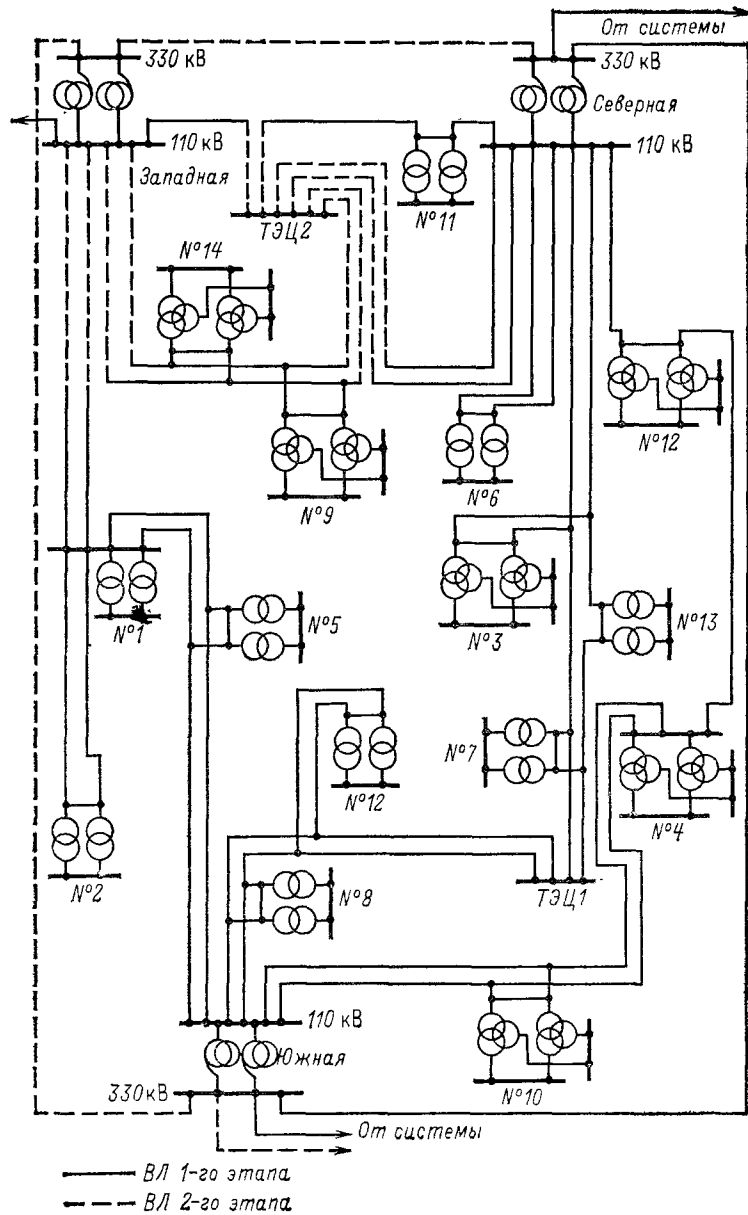 От системы
330 кВ
330 кВ
Северная
110 кВ
110 кВ
Западная
ТЭЦ2
№11
№14
№12
№9
№6
№1
№5
№3
№13
№7
№12
№4
№2
№8
ТЭЦ1
110 кВ
Южная
№10
330кВ
От системы
ВЛ 1-го этапа
ВЛ 2-го этапа